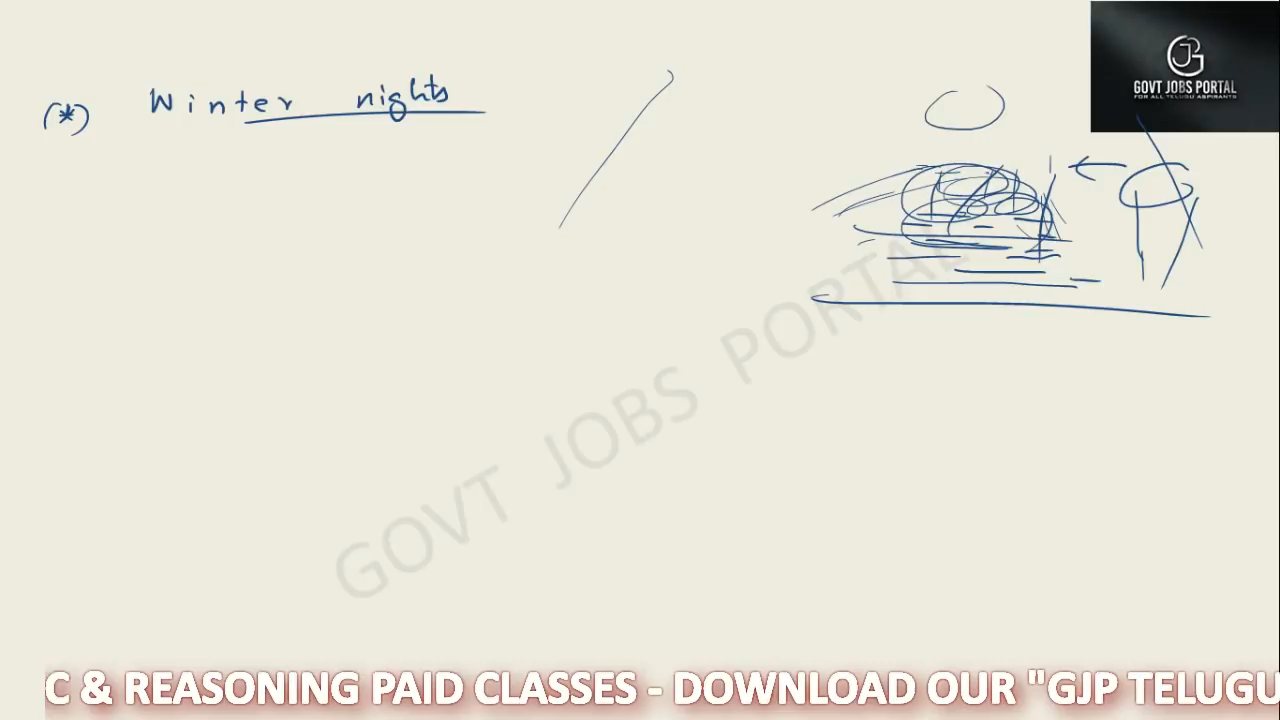 (*) Winter nights
GOVT JOBS PORTAL
FOR ALL TELUGU ASPIRANTS
GOVT JOBS PORTAL
C & REASONING PAID CLASSES - DOWNLOAD OUR "GJP TELUGU